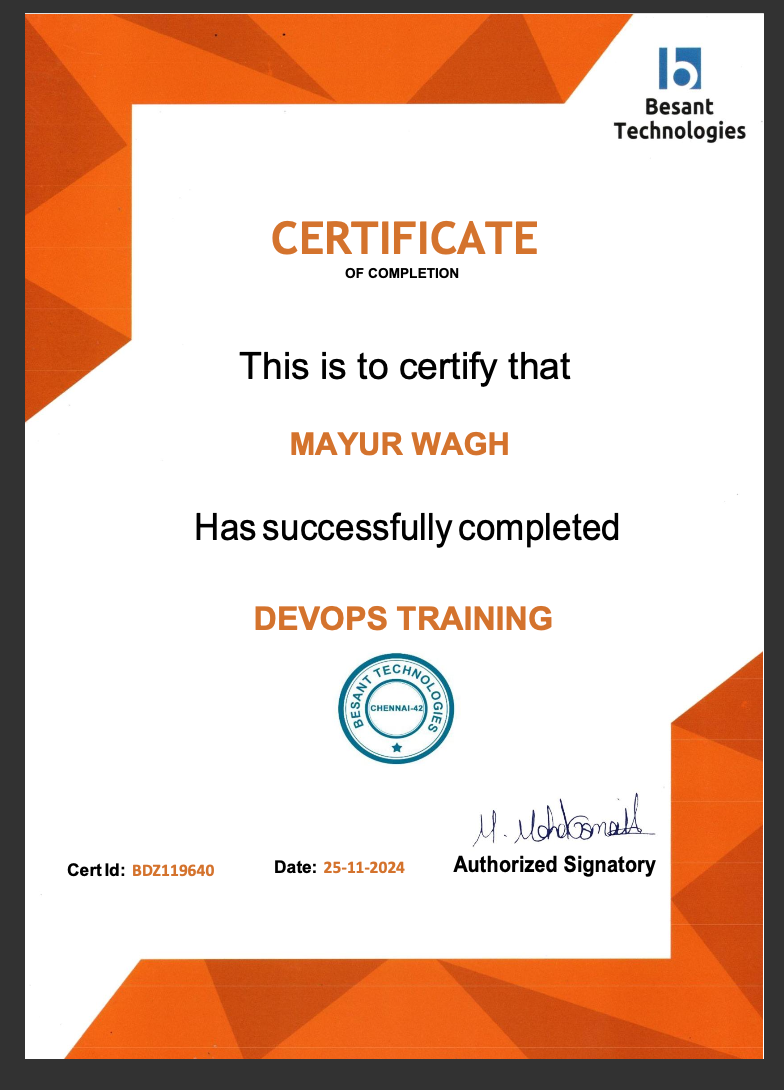 Besant
Technologies
CERTIFICATE
OF COMPLETION
This is to certify that
MAYUR WAGH
Has successfully completed
DEVOPS TRAINING
BESANT TECHNOLOGIES
CHENNAI-42
Cert Id: BDZ119640
Date: 25-11-2024
Authorized Signatory